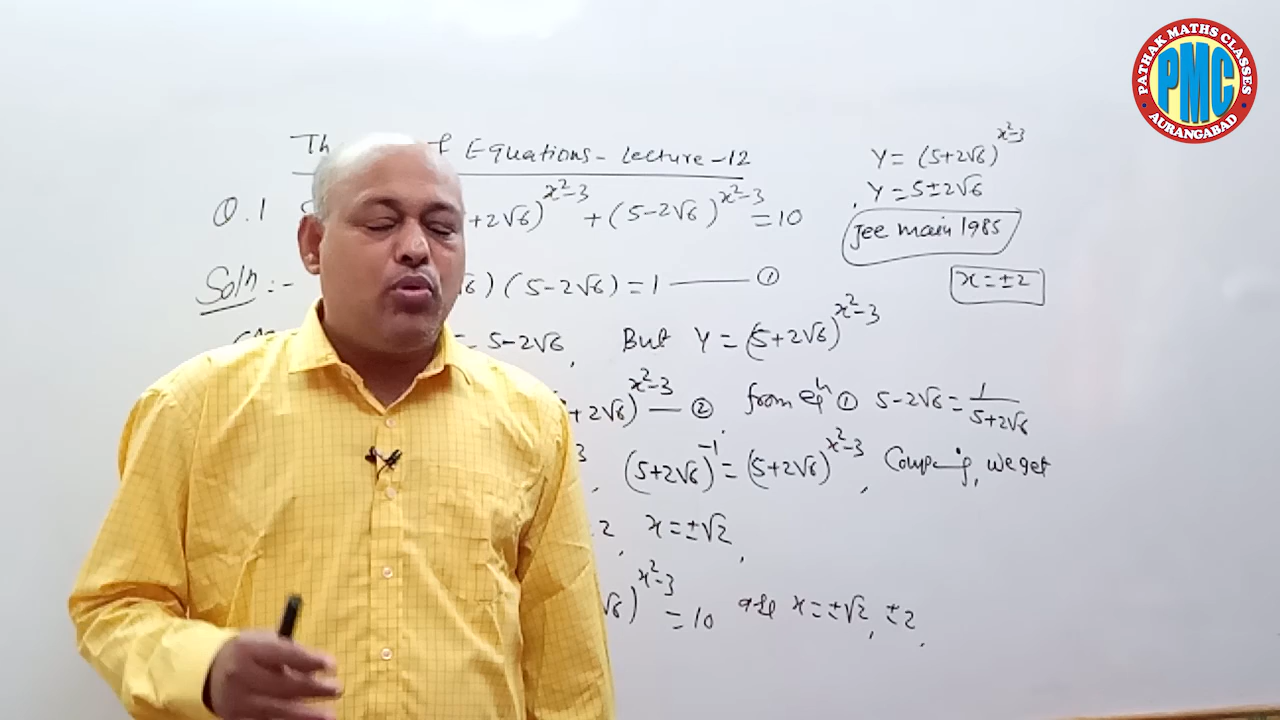 PATHAK MATHS CLASSES
PMC
AURANGABAD
Th Equations - Lecture - 12
Q.1 +2√6)^(x²-3) + (5-2√6)^(x²-3) = 10
Y = (5+2√6)^(x²-3)
, Y = 5±2√6
Jee main 1985
x = ±2
Soln :- 6) (5-2√6) = 1 —— ①
= 5-2√6, But Y = (5+2√6)^(x²-3)
+2√6)^(x²-3) — ② from eqⁿ ① 5-2√6 = 1/(5+2√6)
3, (5+2√6)^(-1) = (5+2√6)^(x²-3), we get
2, x = ±√2,
√6)^(x²-3) = 10 are x = ±√2, ±2,